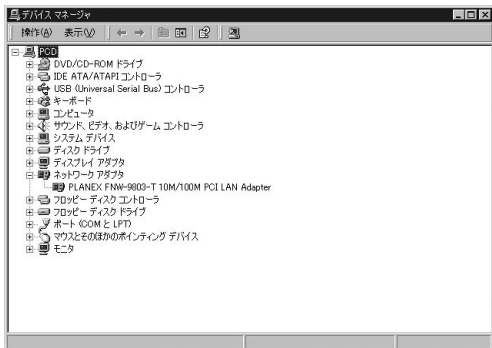 デバイス マネージャ
操作(A) 表示(V)
PCD
DVD/CD-ROM ドライブ
IDE ATA/ATAPI コントローラ
USB (Universal Serial Bus) コントローラ
キーボード
コンピュータ
サウンド、ビデオ、およびゲーム コントローラ
システム デバイス
ディスク ドライブ
ディスプレイ アダプタ
ネットワーク アダプタ
PLANEX FNW-9803-T 10M/100M PCI LAN Adapter
フロッピー ディスク コントローラ
フロッピー ディスク ドライブ
ポート (COM と LPT)
マウスとそのほかのポインティング デバイス
モニタ